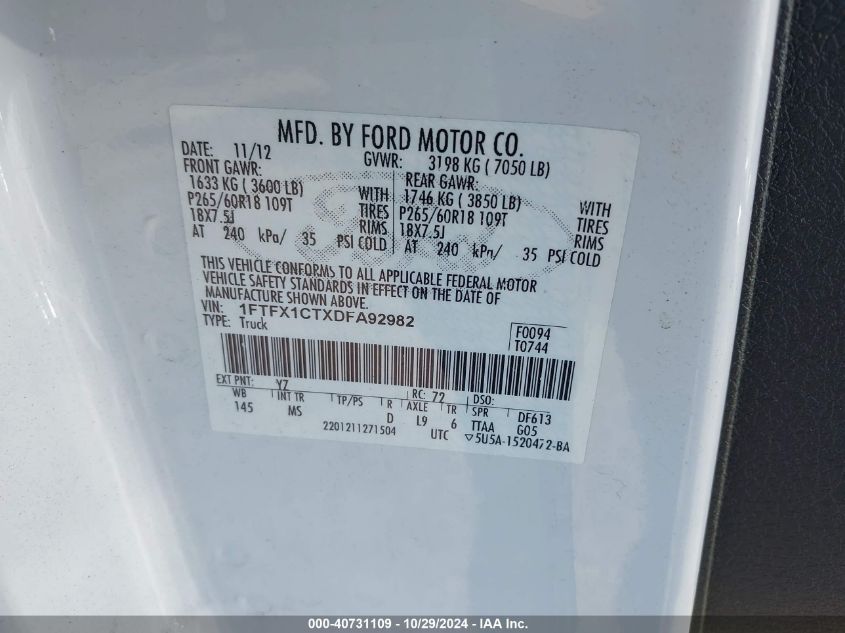 MFD. BY FORD MOTOR CO.
DATE: 11/12 GVWR: 3198 KG ( 7050 LB)
FRONT GAWR: REAR GAWR:
1633 KG ( 3600 LB) WITH 1746 KG ( 3850 LB) WITH
P265/60R18 109T TIRES P265/60R18 109T TIRES
18X7.5J RIMS 18X7.5J RIMS
AT 240 kPa/ 35 PSI COLD AT 240 kPa/ 35 PSI COLD
THIS VEHICLE CONFORMS TO ALL APPLICABLE FEDERAL MOTOR
VEHICLE SAFETY STANDARDS IN EFFECT ON THE DATE OF
MANUFACTURE SHOWN ABOVE.
VIN: 1FTFX1CTXDFA92982
TYPE: Truck
F0094
T0744
EXT PNT: YZ RC: 72 DSO:
WB INT TR TP/PS R AXLE TR SPR DF613
145 MS D L9 6 TTAA G05
2201211271504 UTC 5U5A-1520472-BA
000-40731109 - 10/29/2024 - IAA Inc.